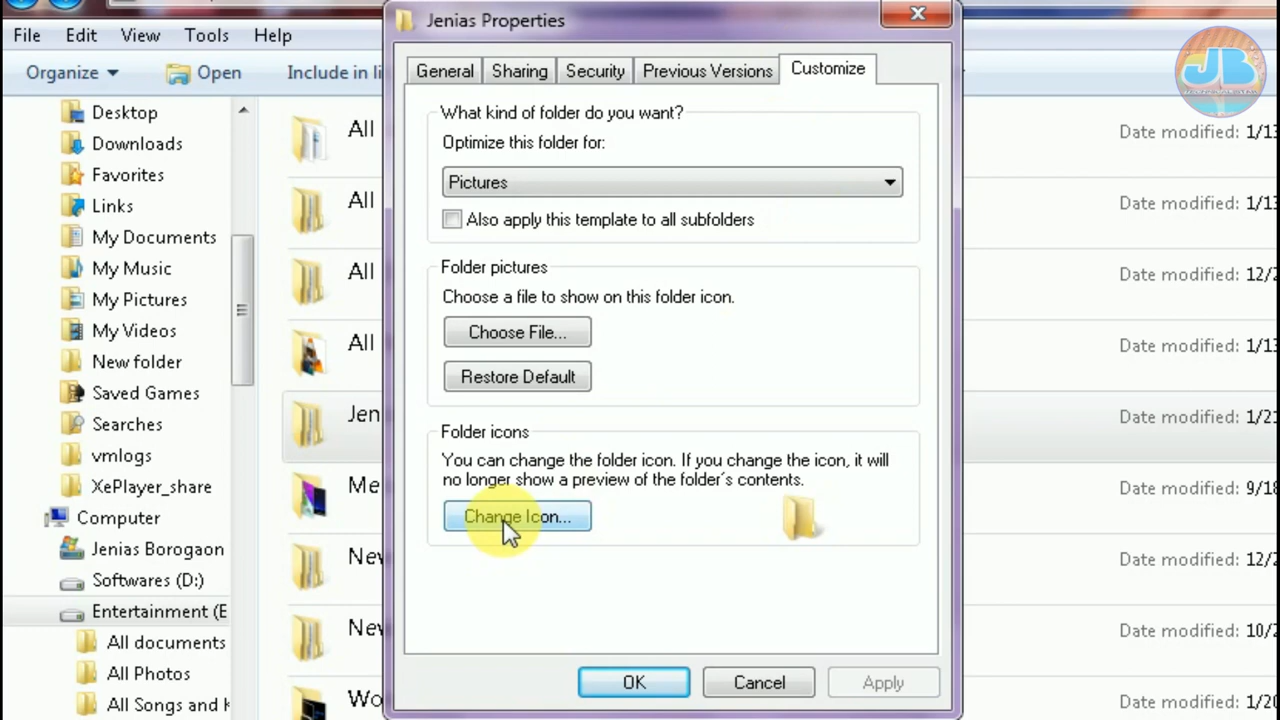 Jenias Properties
File Edit View Tools Help
Organize Open Include in li
General Sharing Security Previous Versions Customize
What kind of folder do you want?
Optimize this folder for:
Pictures
Also apply this template to all subfolders
Folder pictures
Choose a file to show on this folder icon.
Choose File...
Restore Default
Folder icons
You can change the folder icon. If you change the icon, it will
no longer show a preview of the folder's contents.
Change Icon...
OK Cancel Apply
Desktop
Downloads
Favorites
Links
My Documents
My Music
My Pictures
My Videos
New folder
Saved Games
Searches
vmlogs
XePlayer_share
Computer
Jenias Borogaon
Softwares (D:)
Entertainment (E
All documents
All Photos
All Songs and
All
All
All
All
Jen
Me
Ne
Ne
Wo
Date modified: 1/13
Date modified: 1/13
Date modified: 12/2
Date modified: 1/13
Date modified: 1/21
Date modified: 9/18
Date modified: 12/2
Date modified: 10/2
Date modified: 1/20
JB